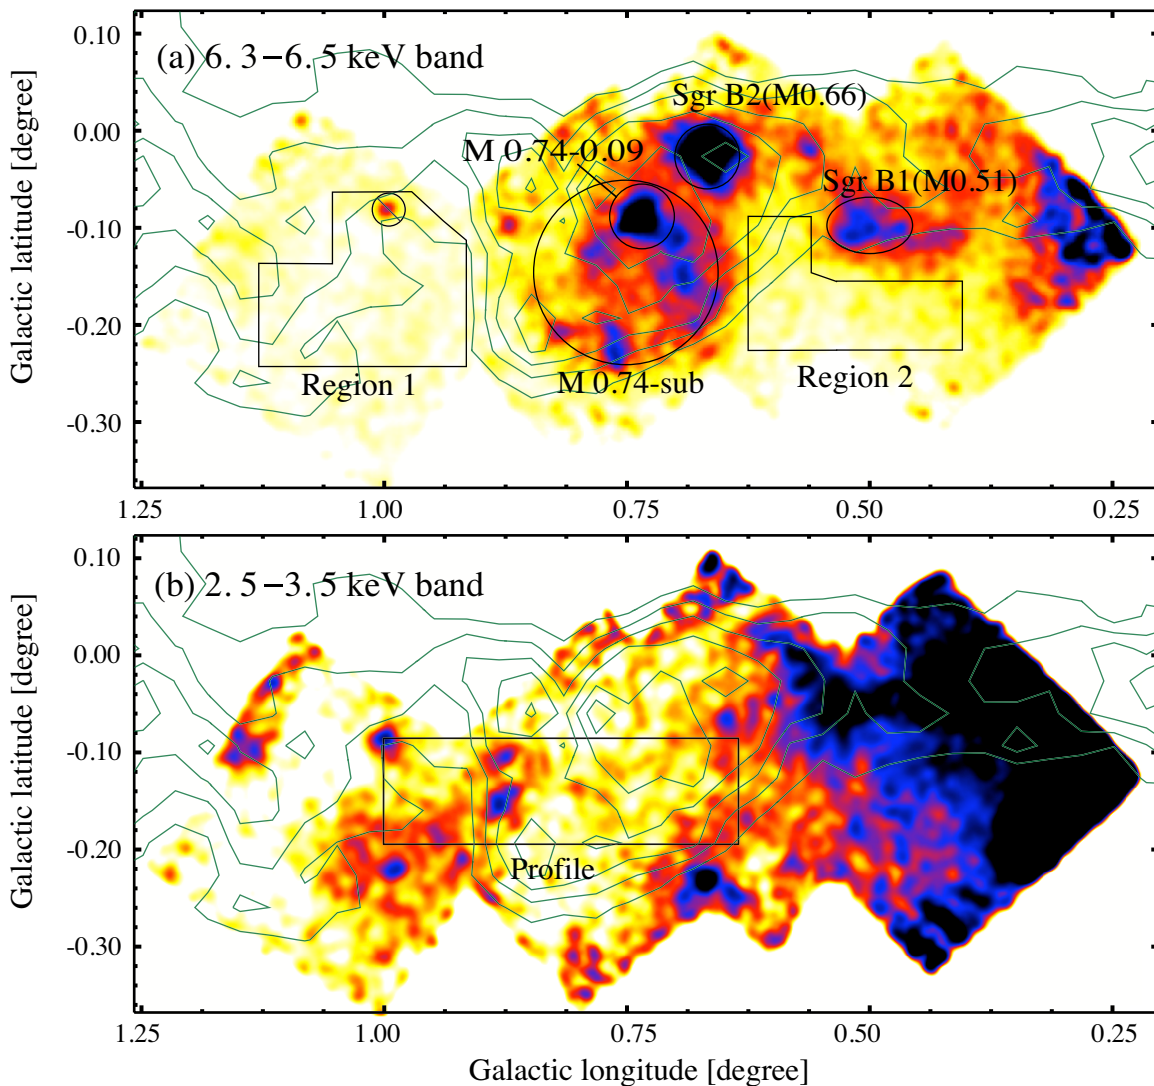 (a) 6.3−6.5 keV band
Sgr B2(M0.66)
M 0.74-0.09
Sgr B1(M0.51)
Region 1
M 0.74-sub
Region 2
Galactic latitude [degree]
0.10
0.00
-0.10
-0.20
-0.30
1.25 1.00 0.75 0.50 0.25
(b) 2.5−3.5 keV band
Profile
Galactic latitude [degree]
0.10
0.00
-0.10
-0.20
-0.30
1.25 1.00 0.75 0.50 0.25
Galactic longitude [degree]